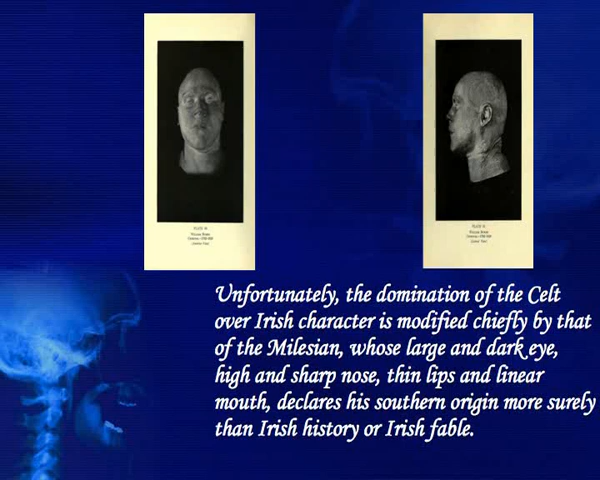 Unfortunately, the domination of the Celt
over Irish character is modified chiefly by that
of the Milesian, whose large and dark eye,
high and sharp nose, thin lips and linear
mouth, declares his southern origin more surely
than Irish history or Irish fable.